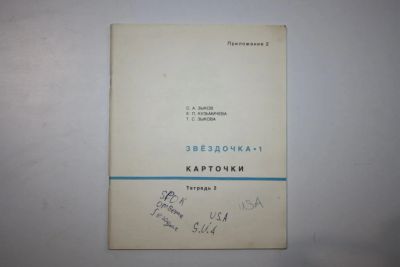 Приложение 2
С. А. ЗЫКОВ
Е. П. КУЗЬМИЧЕВА
Т. С. ЗЫКОВА
ЗВЁЗДОЧКА • 1
КАРТОЧКИ
Тетрадь 2
USA
USA